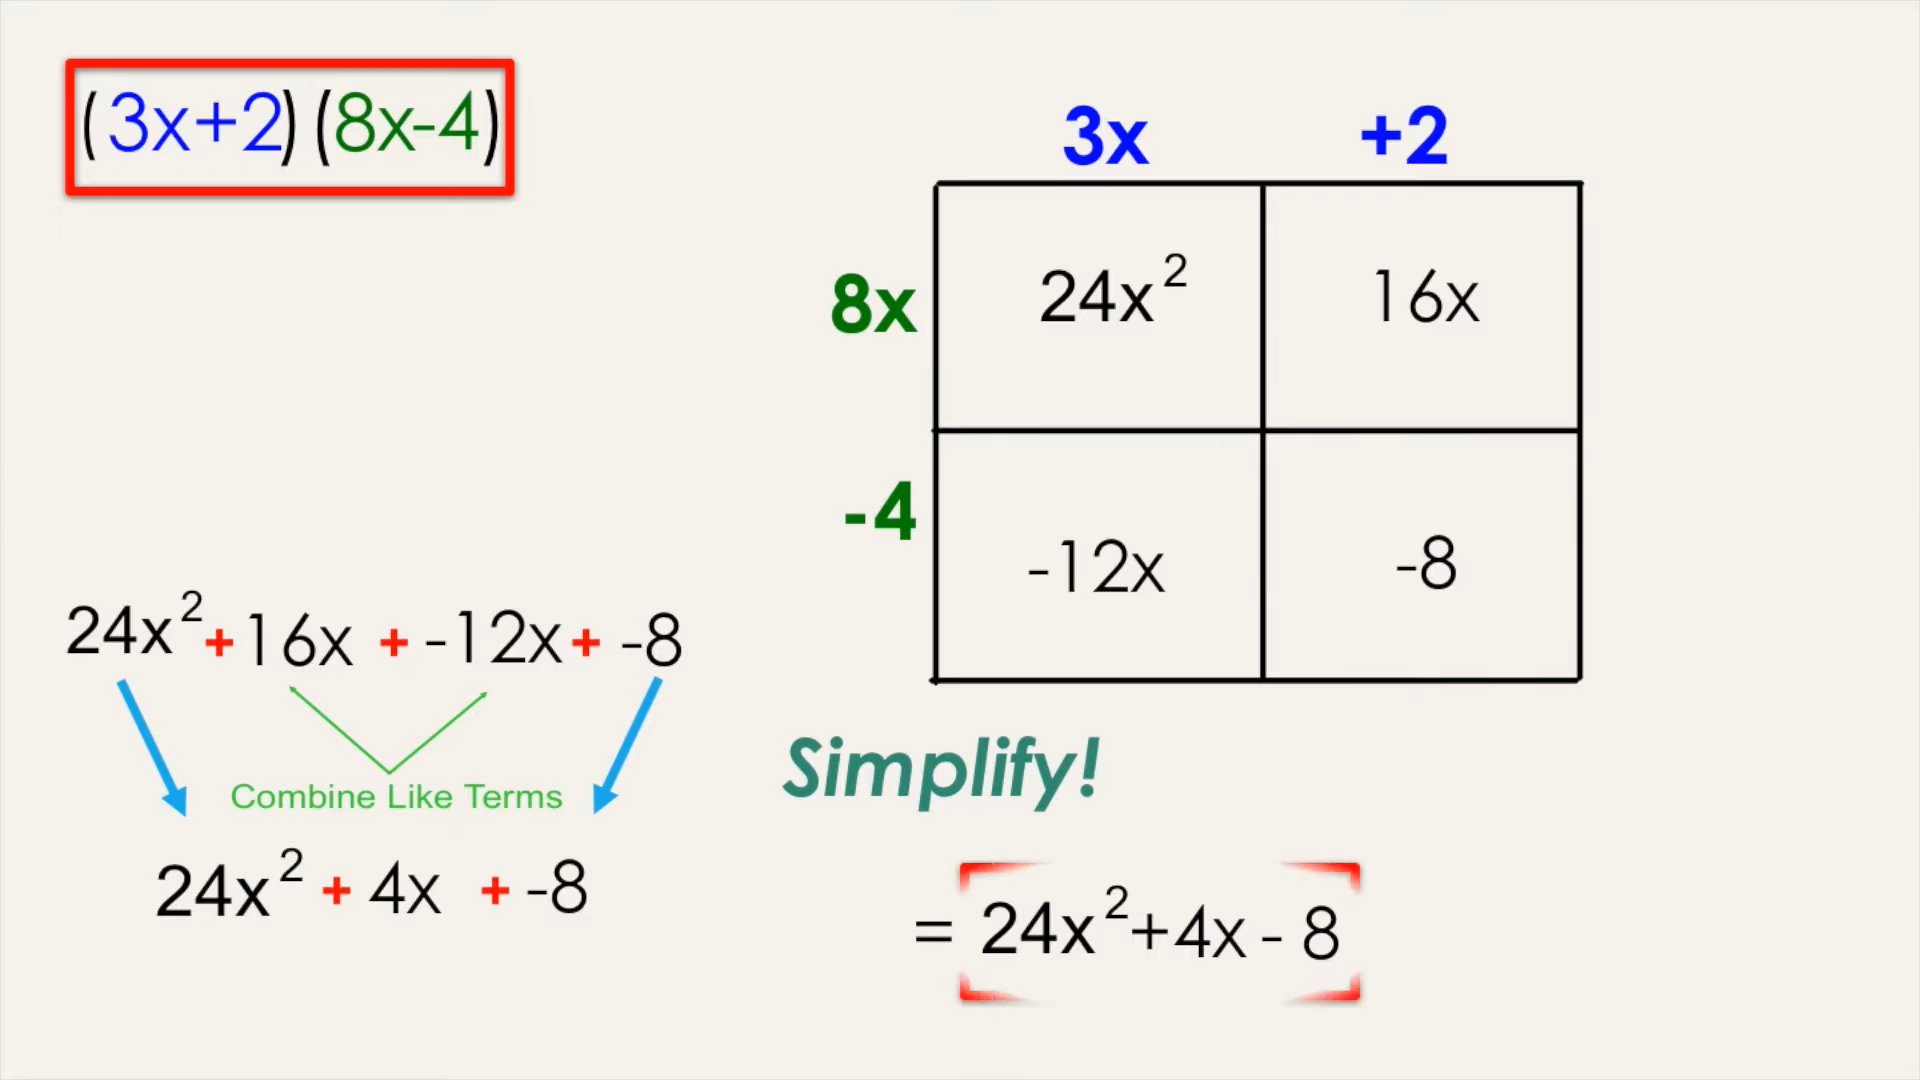 (3x+2)(8x-4)
3x +2
8x 24x² 16x
-4 -12x -8
24x² + 16x + -12x + -8
Combine Like Terms
24x² + 4x + -8
Simplify!
= 24x²+4x - 8